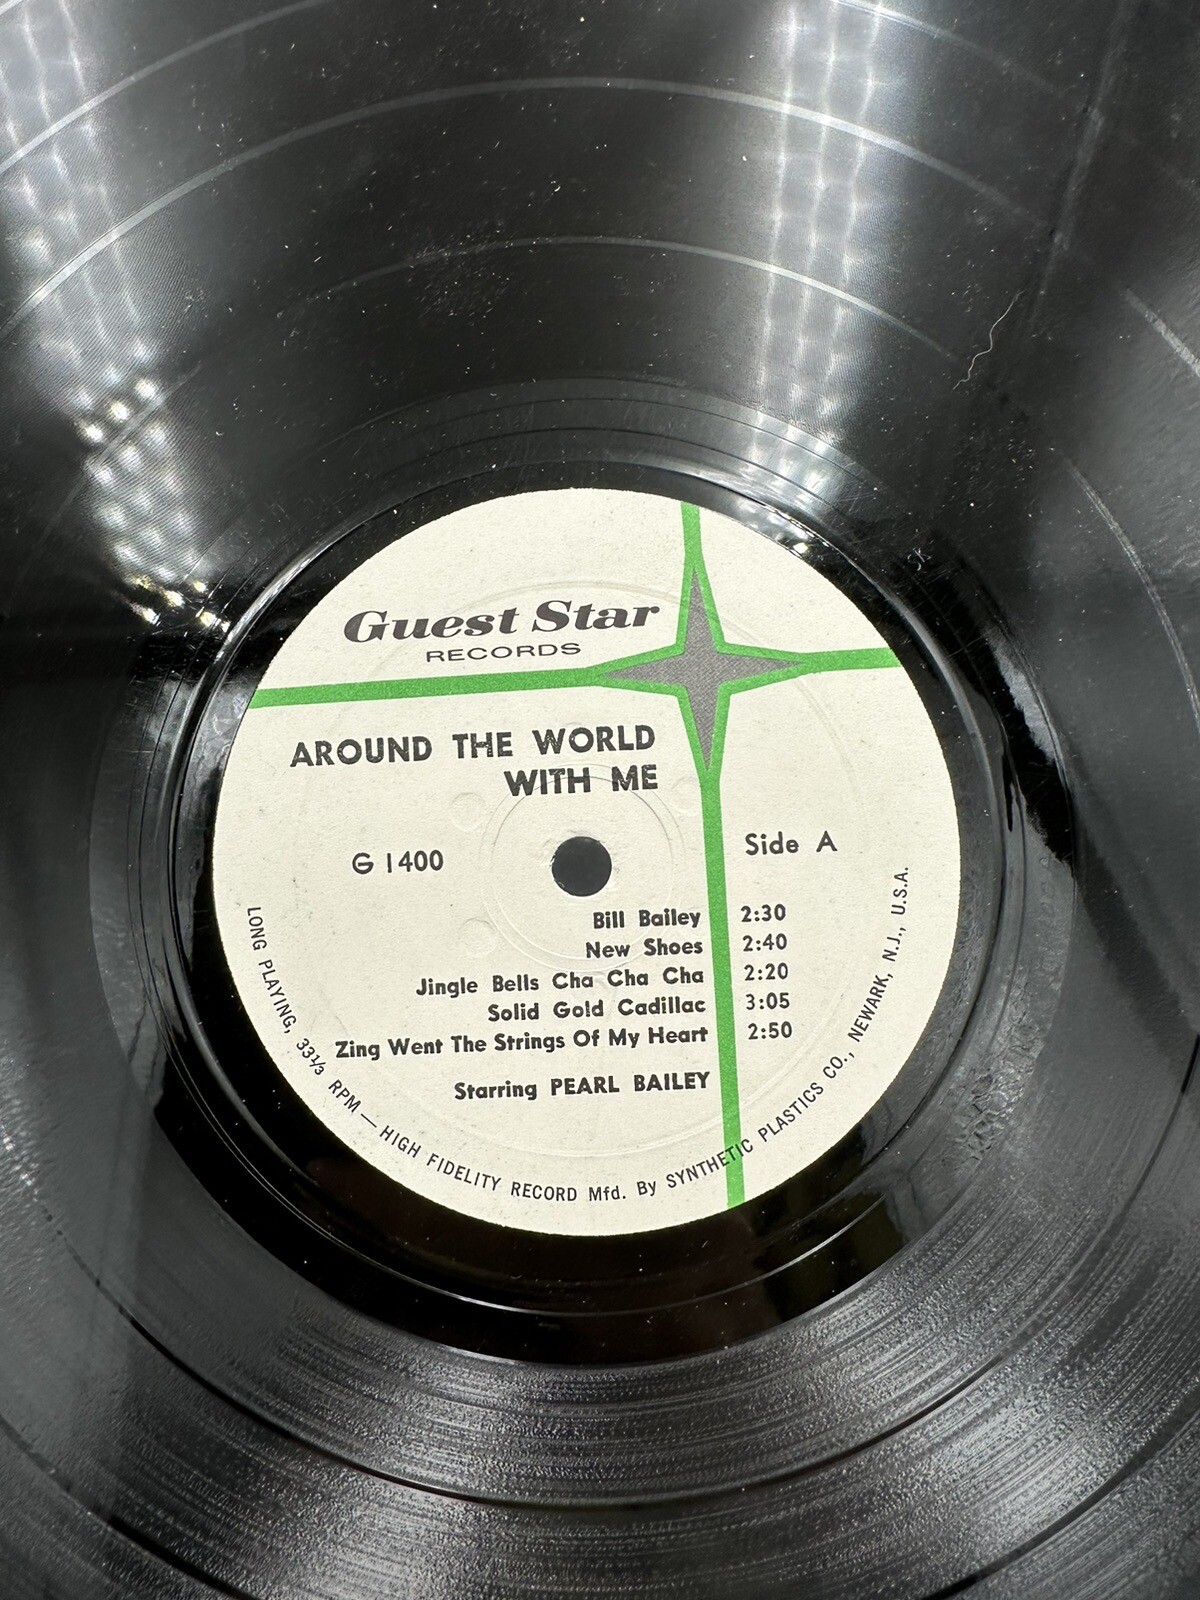 Guest Star
RECORDS
AROUND THE WORLD
WITH ME
G 1400
Side A
Bill Bailey 2:30
New Shoes 2:40
Jingle Bells Cha Cha Cha 2:20
Solid Gold Cadillac 3:05
Zing Went The Strings Of My Heart 2:50
Starring PEARL BAILEY
LONG PLAYING, 33⅓ RPM — HIGH FIDELITY RECORD Mfd. By SYNTHETIC PLASTICS CO., NEWARK, N.J., U.S.A.